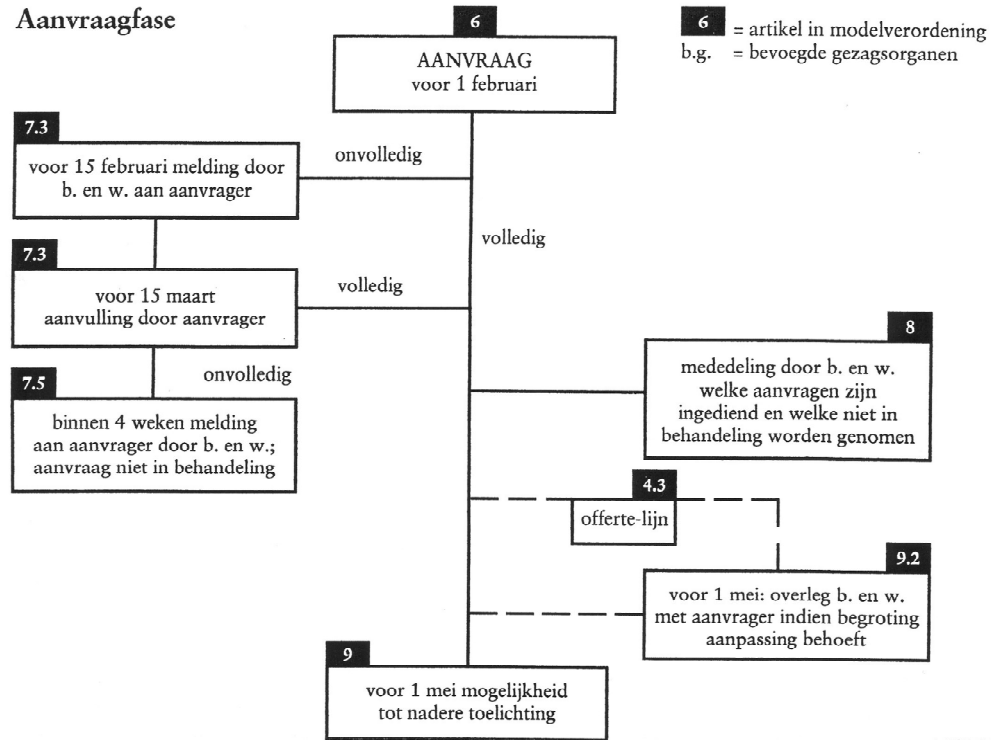 Aanvraagfase
6
AANVRAAG
voor 1 februari
6 = artikel in modelverordening
b.g. = bevoegde gezagsorganen
7.3
voor 15 februari melding door
b. en w. aan aanvrager
onvolledig
volledig
7.3
voor 15 maart
aanvulling door aanvrager
volledig
7.5
onvolledig
binnen 4 weken melding
aan aanvrager door b. en w.;
aanvraag niet in behandeling
8
mededeling door b. en w.
welke aanvragen zijn
ingediend en welke niet in
behandeling worden genomen
4.3
offerte-lijn
9.2
voor 1 mei: overleg b. en w.
met aanvrager indien begroting
aanpassing behoeft
9
voor 1 mei mogelijkheid
tot nadere toelichting